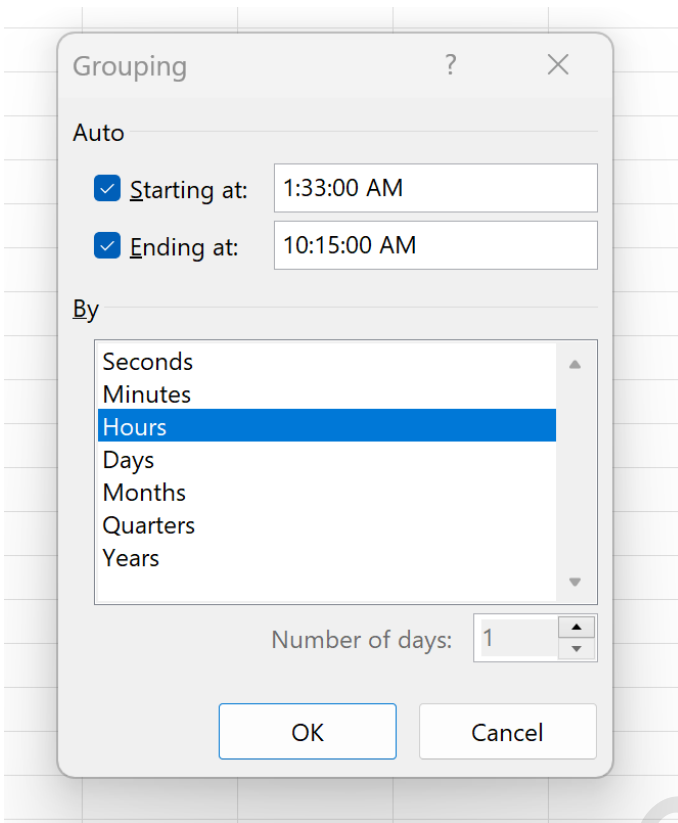 Grouping ?
Auto
Starting at: 1:33:00 AM
Ending at: 10:15:00 AM
By
Seconds
Minutes
Hours
Days
Months
Quarters
Years
Number of days: 1
OK Cancel